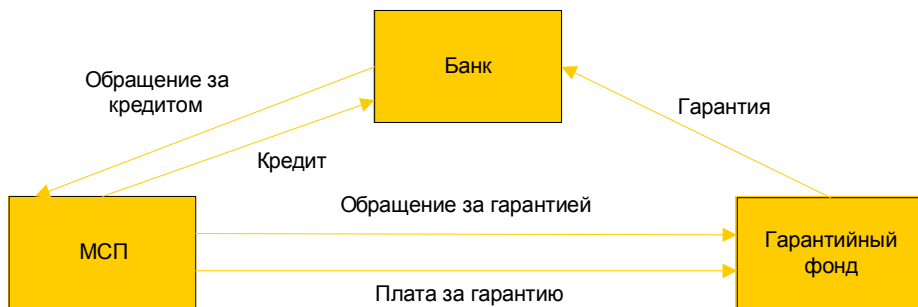 Банк
Обращение за
кредитом
Гарантия
Кредит
Обращение за гарантией
МСП
Гарантийный
фонд
Плата за гарантию